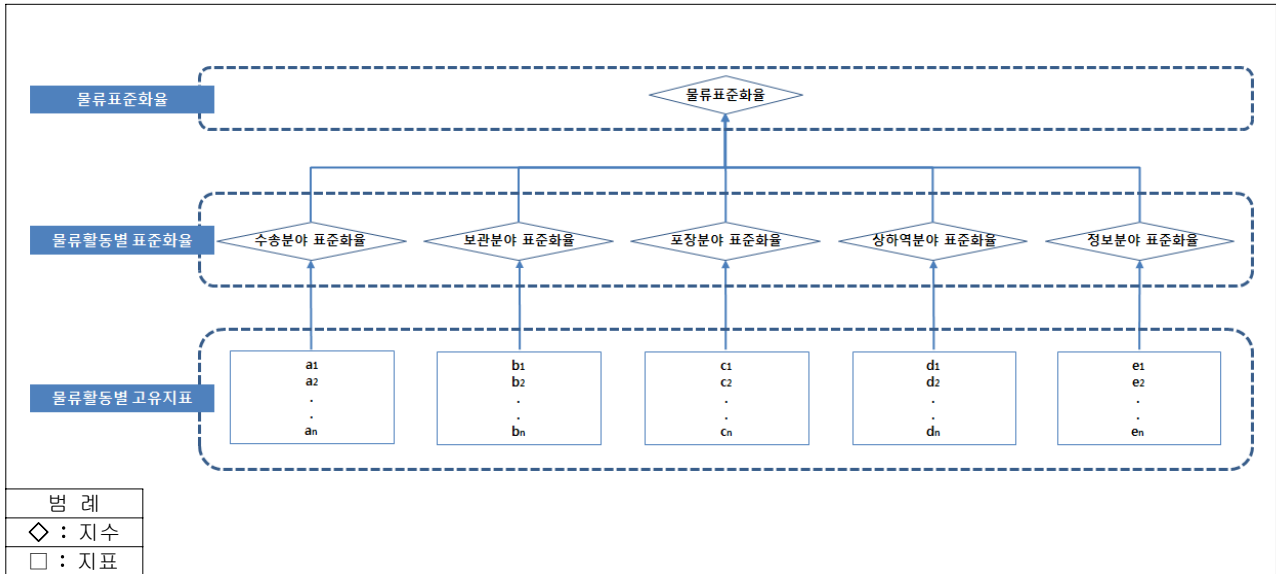 물류표준화율
물류표준화율
물류활동별 표준화율
수송분야 표준화율
보관분야 표준화율
포장분야 표준화율
상하역분야 표준화율
정보분야 표준화율
물류활동별 고유지표
a1
a2
.
.
an
b1
b2
.
.
bn
c1
c2
.
.
cn
d1
d2
.
.
dn
e1
e2
.
.
en
범 례
◇ : 지수
□ : 지표